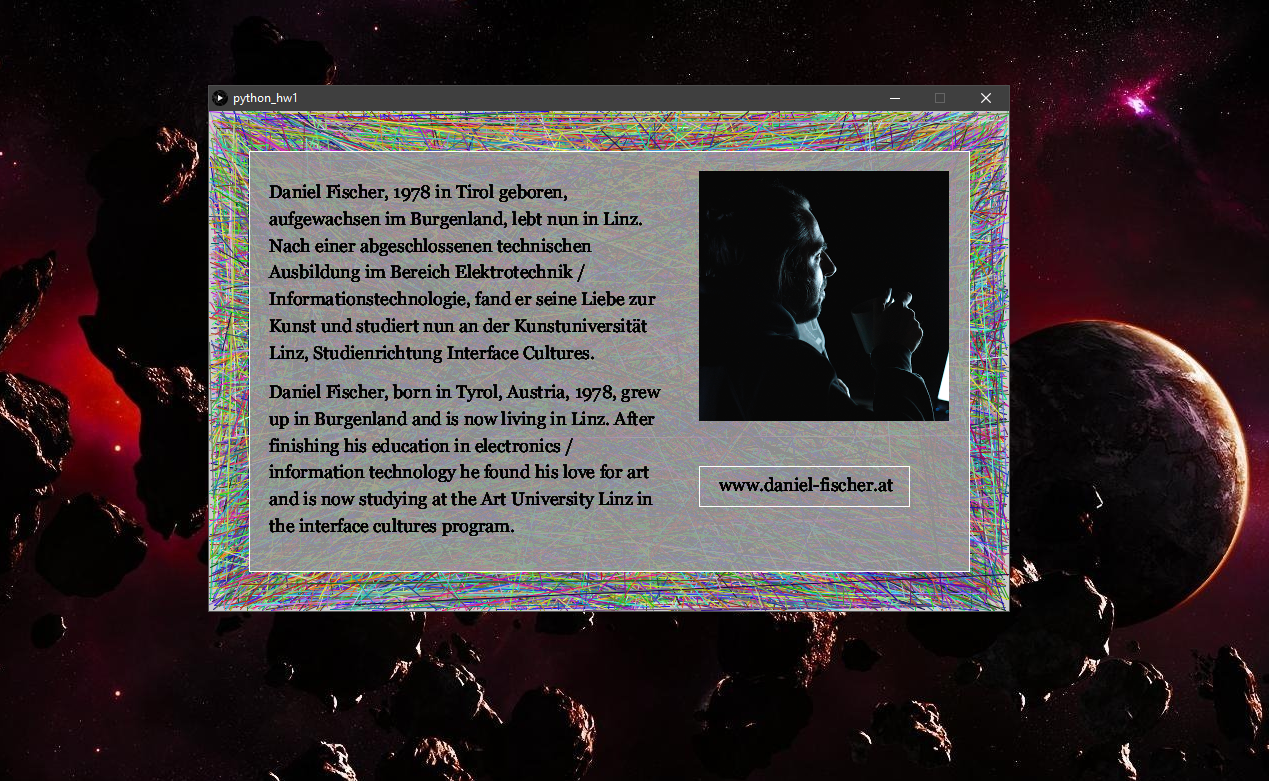 python_hw1
Daniel Fischer, 1978 in Tirol geboren,
aufgewachsen im Burgenland, lebt nun in Linz.
Nach einer abgeschlossenen technischen
Ausbildung im Bereich Elektrotechnik /
Informationstechnologie, fand er seine Liebe zur
Kunst und studiert nun an der Kunstuniversität
Linz, Studienrichtung Interface Cultures.
Daniel Fischer, born in Tyrol, Austria, 1978, grew
up in Burgenland and is now living in Linz. After
finishing his education in electronics /
information technology he found his love for art
and is now studying at the Art University Linz in
the interface cultures program.
www.daniel-fischer.at